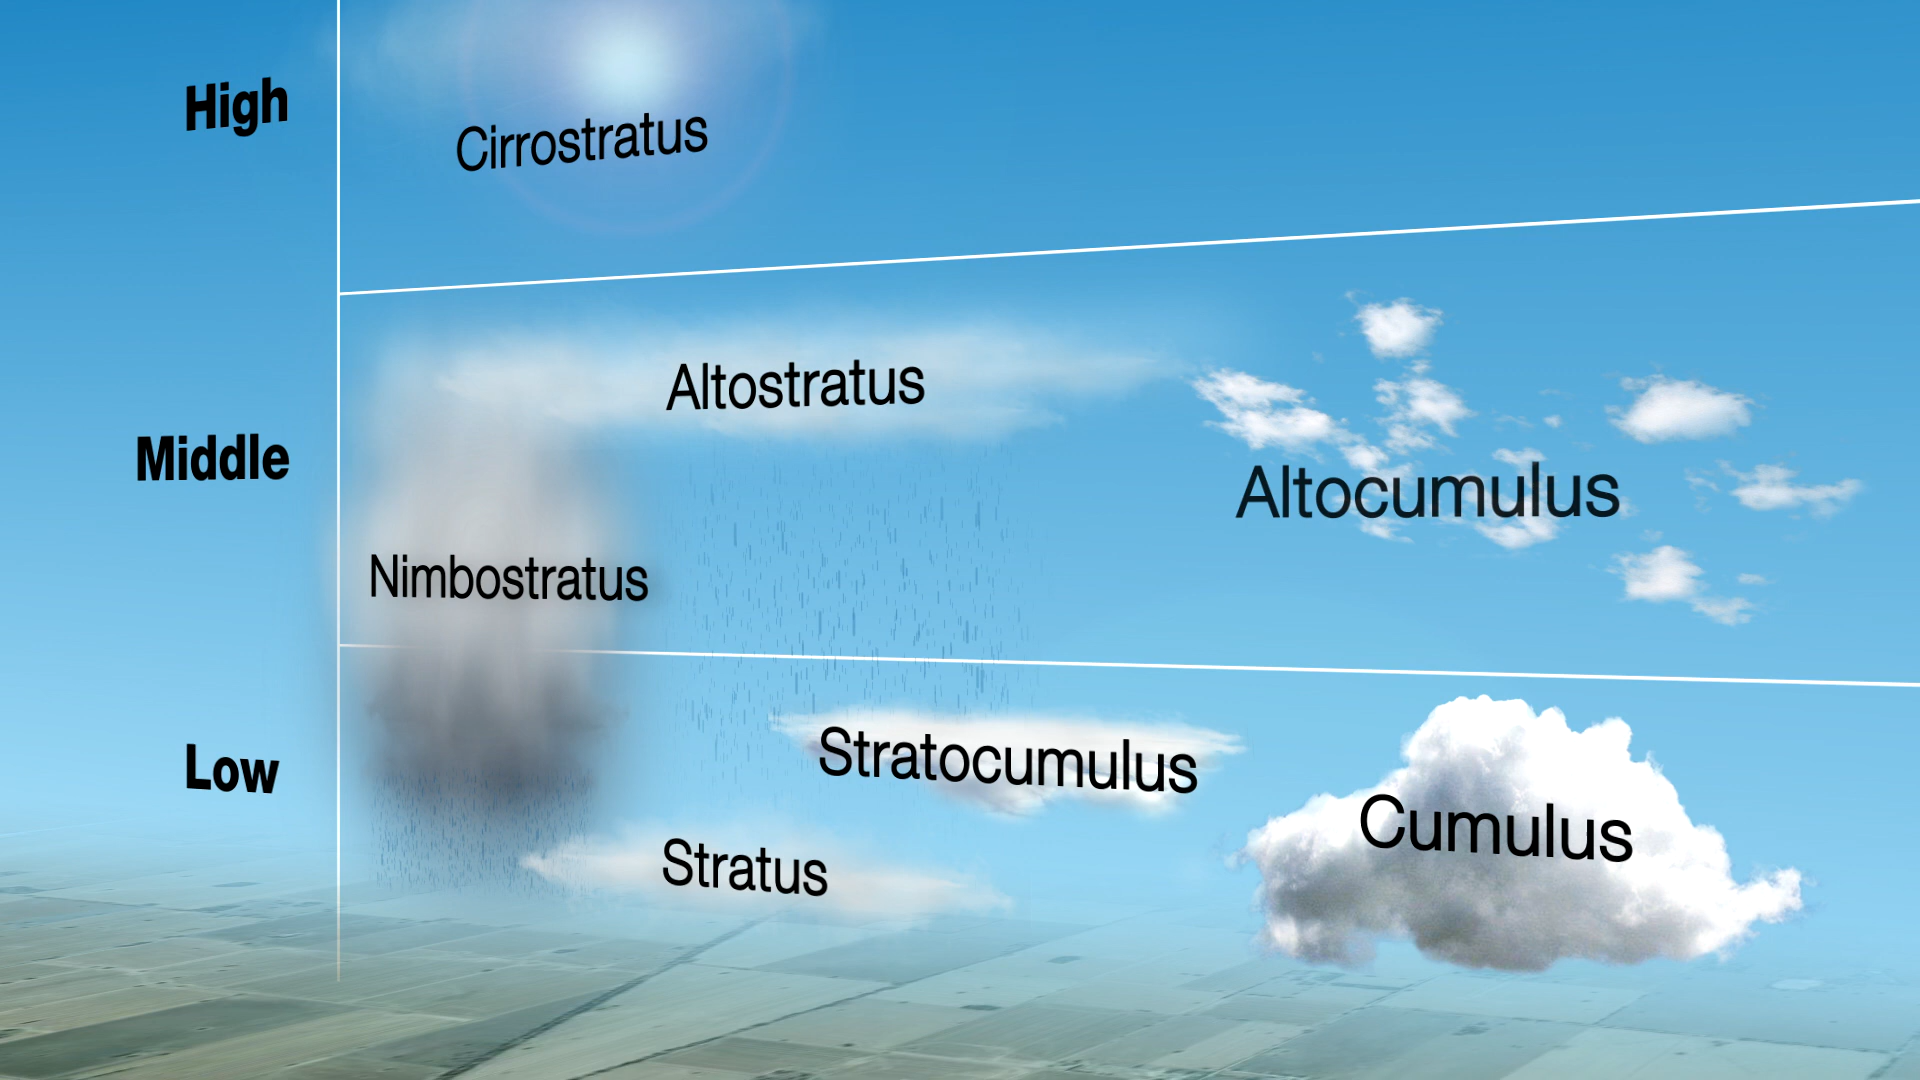 High
Cirrostratus
Altostratus
Middle
Altocumulus
Nimbostratus
Low
Stratocumulus
Cumulus
Stratus